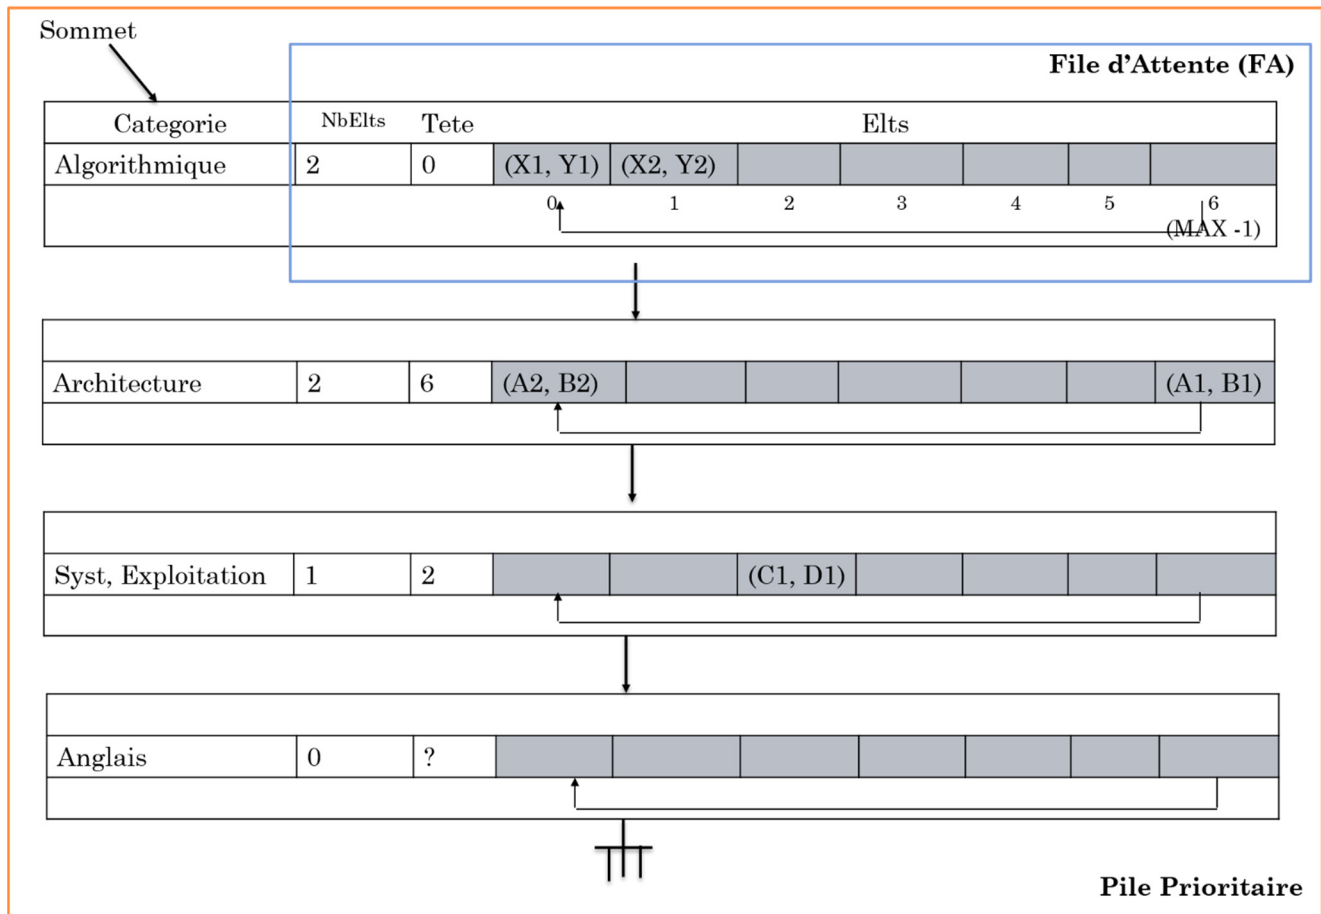 Sommet
File d'Attente (FA)
Categorie NbElts Tete Elts
Algorithmique 2 0 (X1, Y1) (X2, Y2)
0 1 2 3 4 5 6
(MAX -1)
Architecture 2 6 (A2, B2) (A1, B1)
Syst, Exploitation 1 2 (C1, D1)
Anglais 0 ?
Pile Prioritaire